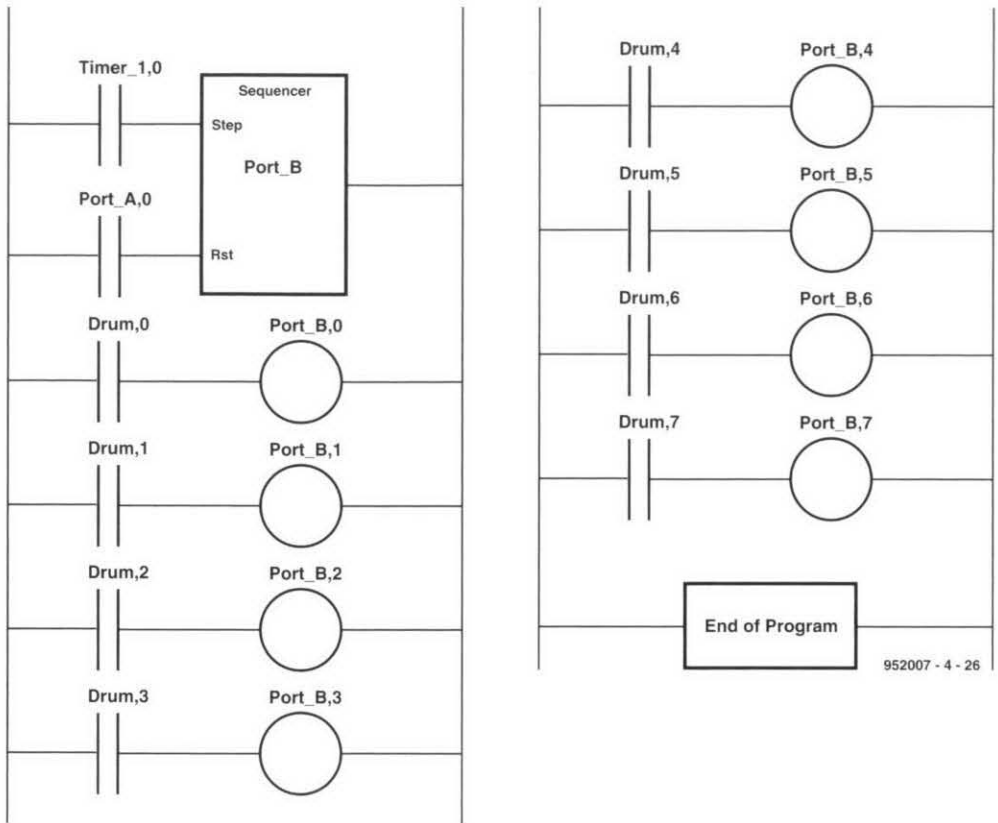 Timer_1,0
Sequencer
Step
Port_B
Port_A,0
Rst
Drum,0
Port_B,0
Drum,1
Port_B,1
Drum,2
Port_B,2
Drum,3
Port_B,3
Drum,4
Port_B,4
Drum,5
Port_B,5
Drum,6
Port_B,6
Drum,7
Port_B,7
End of Program
952007 - 4 - 26